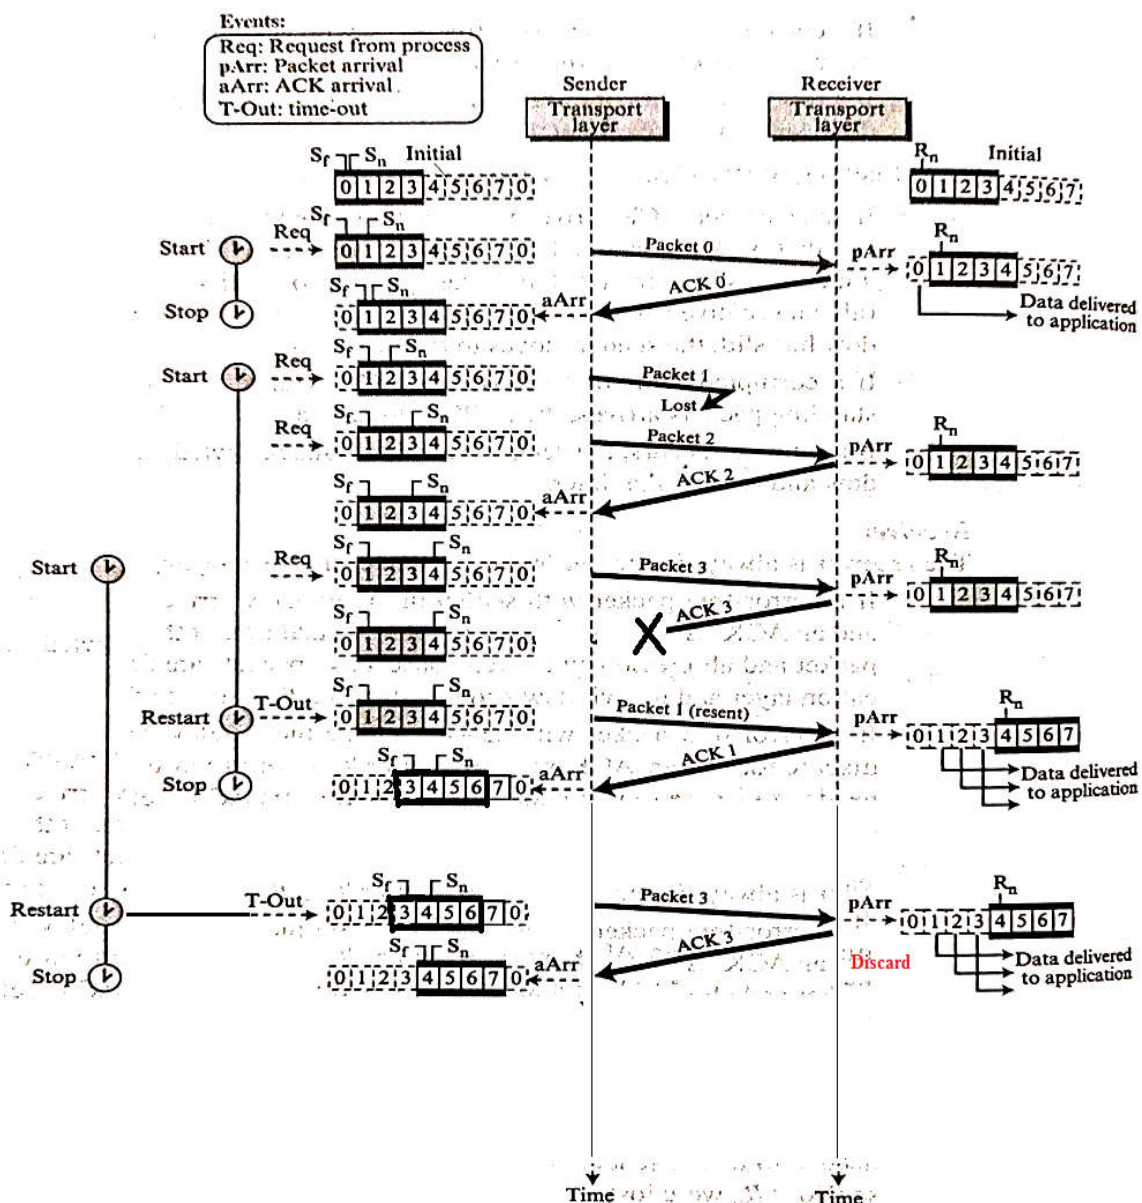 Events:
Req: Request from process
pArr: Packet arrival
aArr: ACK arrival
T-Out: time-out
Sender
Transport
layer
Receiver
Transport
layer
Sf Sn Initial
0 1 2 3 4 5 6 7 0
Rn Initial
0 1 2 3 4 5 6 7
Start
Req
Sf Sn
0 1 2 3 4 5 6 7 0
Packet 0
pArr
Rn
0 1 2 3 4 5 6 7
Data delivered
to application
Stop
Sf Sn
0 1 2 3 4 5 6 7 0
aArr
ACK 0
Start
Req
Sf Sn
0 1 2 3 4 5 6 7 0
Packet 1
Lost
Req
Sf Sn
0 1 2 3 4 5 6 7 0
Packet 2
pArr
Rn
0 1 2 3 4 5 6 7
Sf Sn
0 1 2 3 4 5 6 7 0
aArr
ACK 2
Start
Req
Sf Sn
0 1 2 3 4 5 6 7 0
Packet 3
pArr
Rn
0 1 2 3 4 5 6 7
Sf Sn
0 1 2 3 4 5 6 7 0
ACK 3
X
Restart
T-Out
Sf Sn
0 1 2 3 4 5 6 7 0
Packet 1 (resent)
pArr
Rn
0 1 2 3 4 5 6 7
Data delivered
to application
Stop
Sf Sn
0 1 2 3 4 5 6 7 0
aArr
ACK 1
Restart
T-Out
Sf Sn
0 1 2 3 4 5 6 7 0
Packet 3
pArr
Rn
0 1 2 3 4 5 6 7
Discard
Data delivered
to application
Stop
Sf Sn
0 1 2 3 4 5 6 7 0
aArr
ACK 3
Time
Time